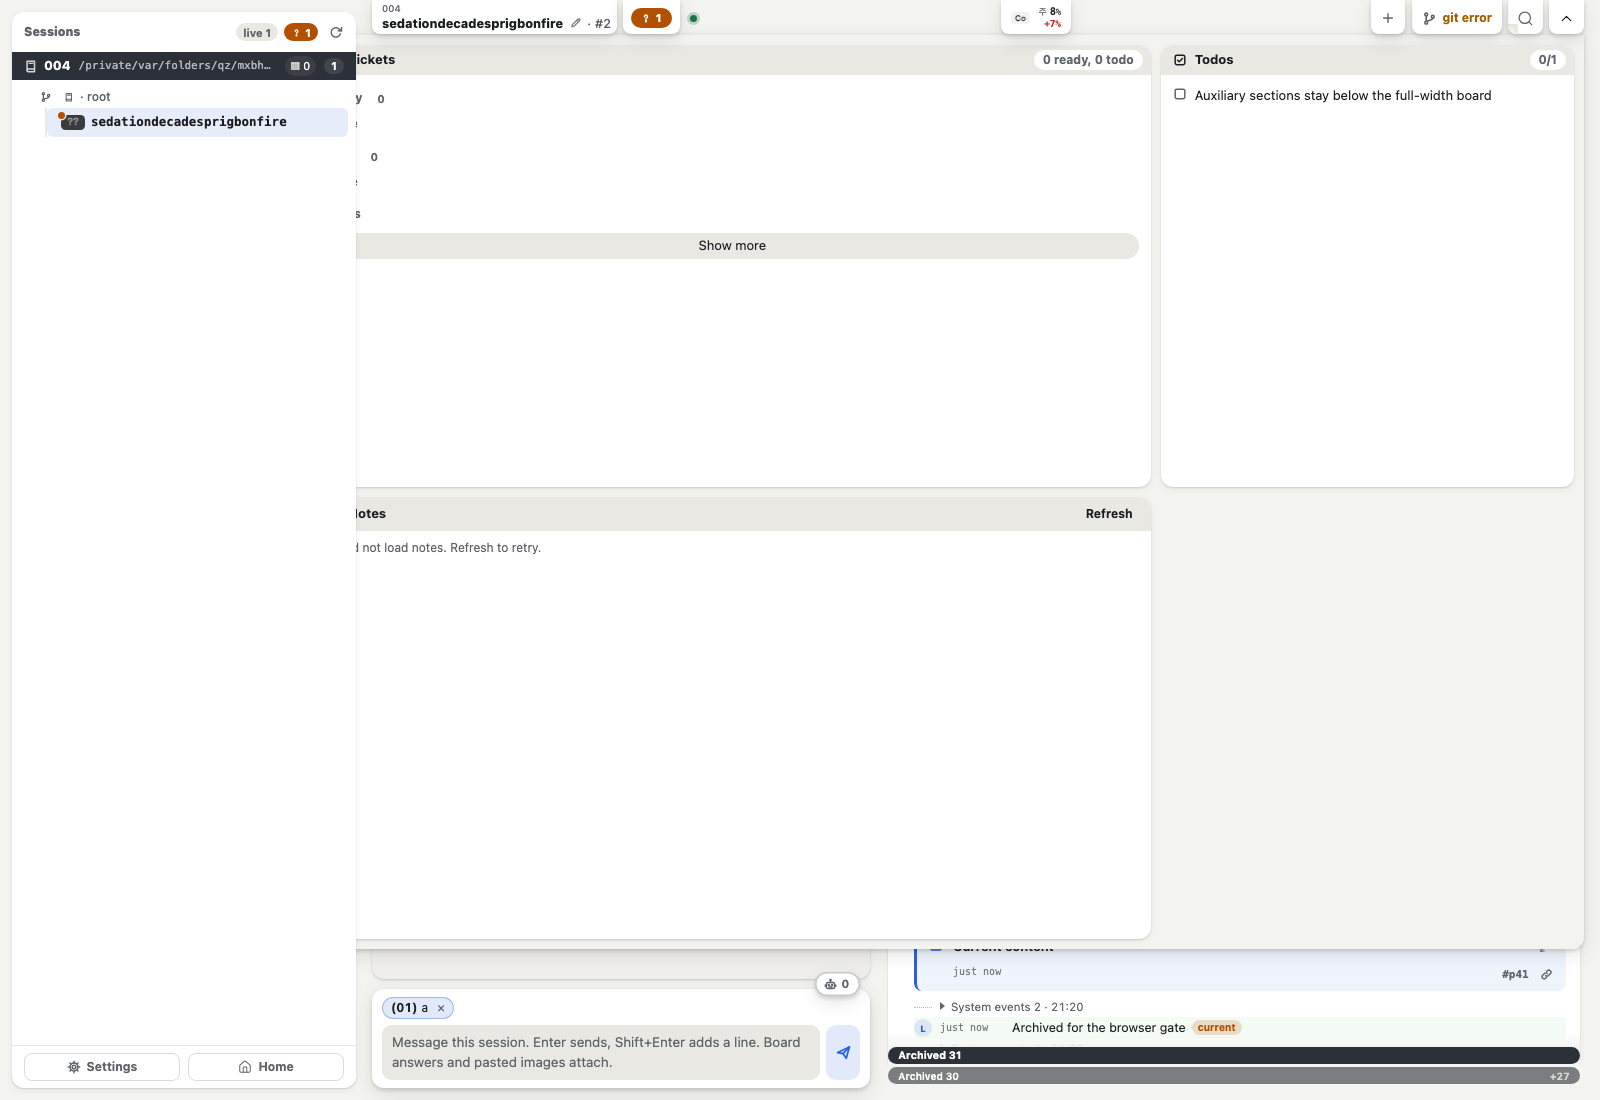 Sessions
live 1
? 1
004 /private/var/folders/qz/mxbh… 0 1
· root
?? sedationdecadesprigbonfire
Settings
Home
004
sedationdecadesprigbonfire · #2
? 1
Co 8%
+7%
git error
ickets
0 ready, 0 todo
y 0
e
0
e
s
Show more
Todos
0/1
Auxiliary sections stay below the full-width board
lotes
Refresh
d not load notes. Refresh to retry.
0
(01) a ×
Message this session. Enter sends, Shift+Enter adds a line. Board
answers and pasted images attach.
just now
#p41
System events 2 · 21:20
L just now Archived for the browser gate current
Archived 31
Archived 30
+27